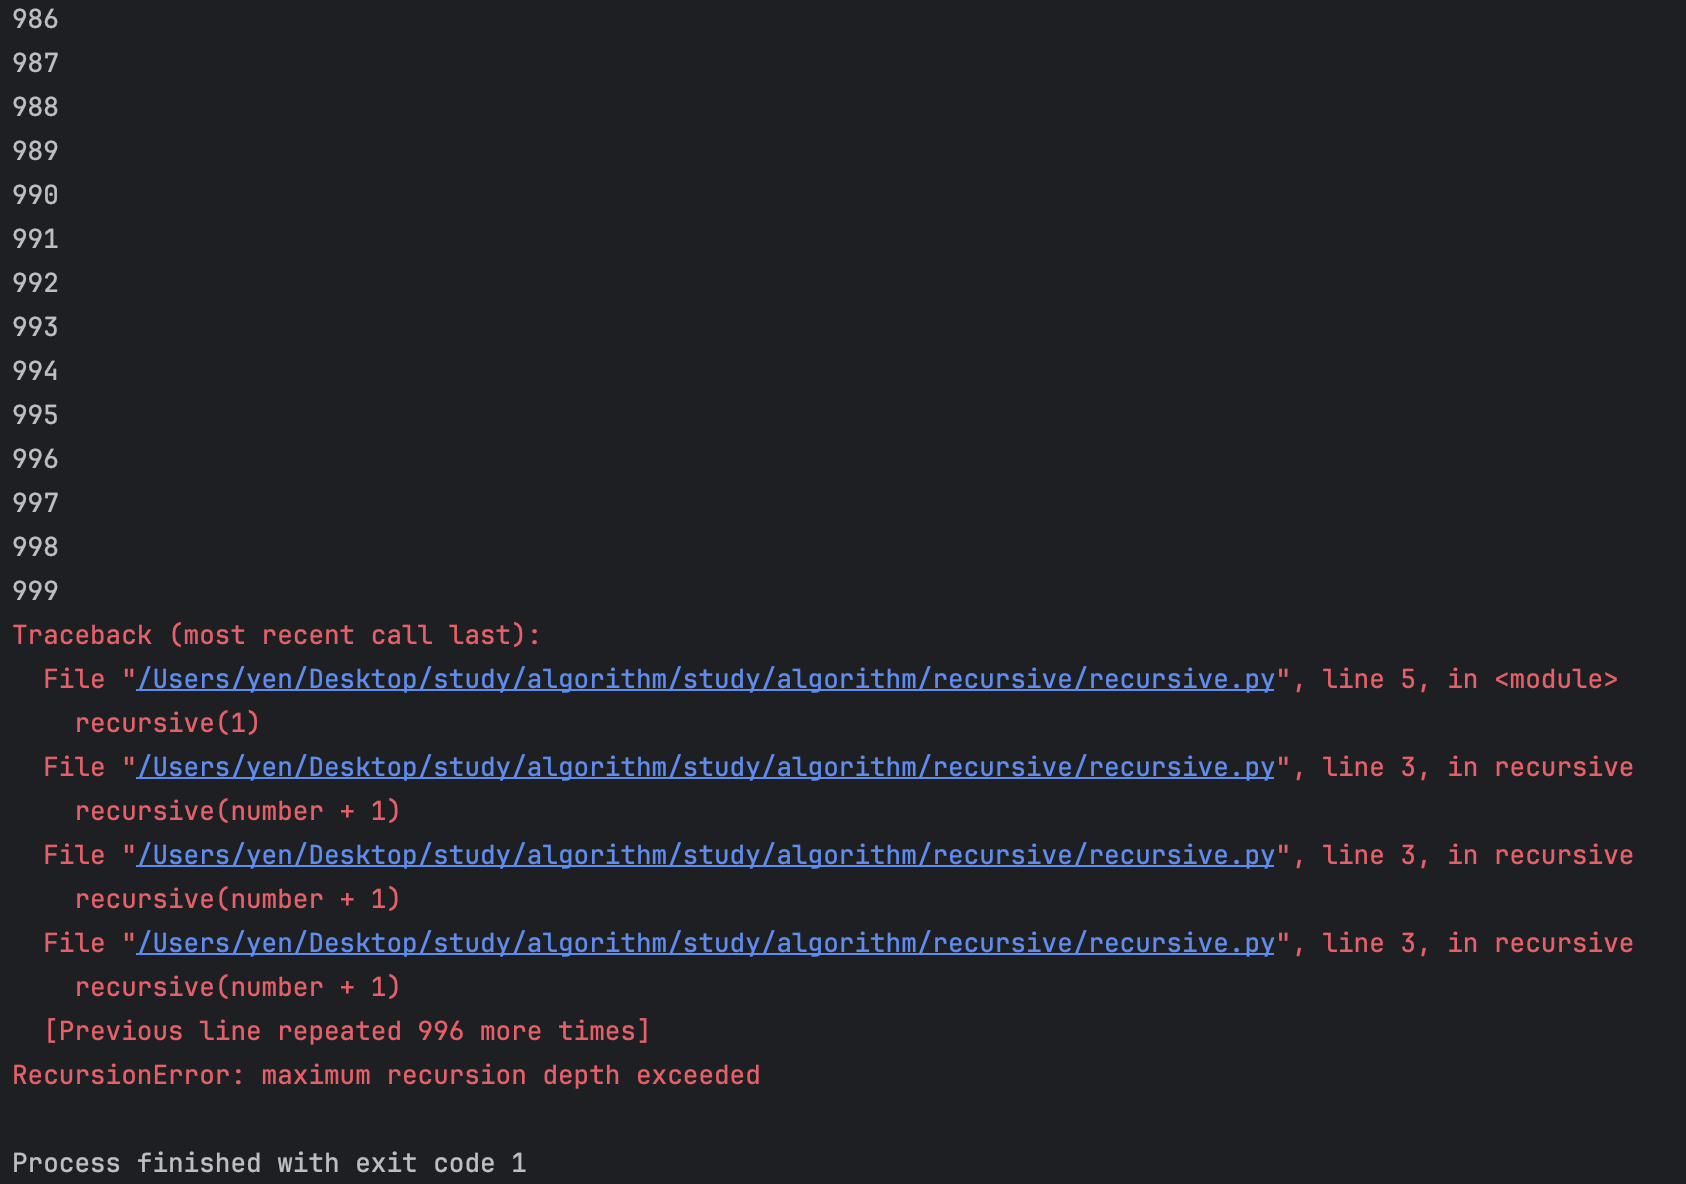 986
987
988
989
990
991
992
993
994
995
996
997
998
999
Traceback (most recent call last):
  File "/Users/yen/Desktop/study/algorithm/study/algorithm/recursive/recursive.py", line 5, in <module>
    recursive(1)
  File "/Users/yen/Desktop/study/algorithm/study/algorithm/recursive/recursive.py", line 3, in recursive
    recursive(number + 1)
  File "/Users/yen/Desktop/study/algorithm/study/algorithm/recursive/recursive.py", line 3, in recursive
    recursive(number + 1)
  File "/Users/yen/Desktop/study/algorithm/study/algorithm/recursive/recursive.py", line 3, in recursive
    recursive(number + 1)
  [Previous line repeated 996 more times]
RecursionError: maximum recursion depth exceeded
Process finished with exit code 1